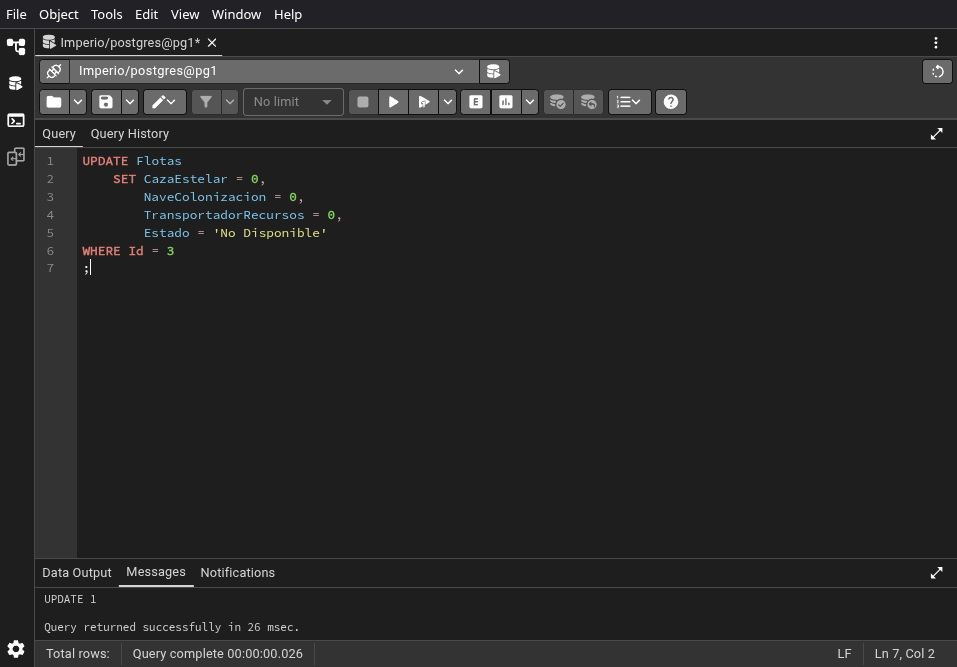 File Object Tools Edit View Window Help
Imperio/postgres@pg1*
Imperio/postgres@pg1
No limit
E
Query Query History
1 UPDATE Flotas
2 SET CazaEstelar = 0,
3 NaveColonizacion = 0,
4 TransportadorRecursos = 0,
5 Estado = 'No Disponible'
6 WHERE Id = 3
7 ;
Data Output Messages Notifications
UPDATE 1
Query returned successfully in 26 msec.
Total rows: Query complete 00:00:00.026 LF Ln 7, Col 2